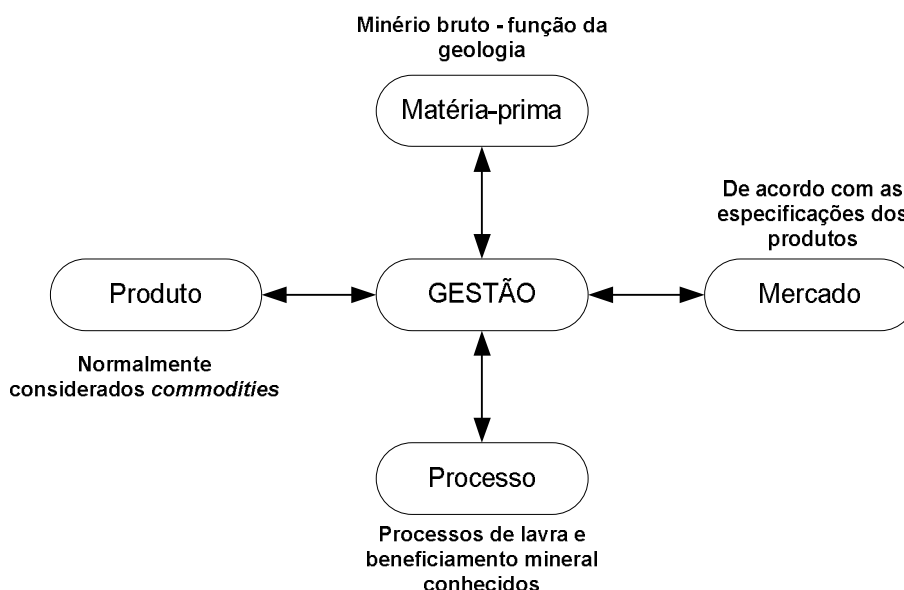 Minério bruto - função da
geologia
Matéria-prima
De acordo com as
especificações dos
produtos
Produto
GESTÃO
Mercado
Normalmente
considerados commodities
Processo
Processos de lavra e
beneficiamento mineral
conhecidos